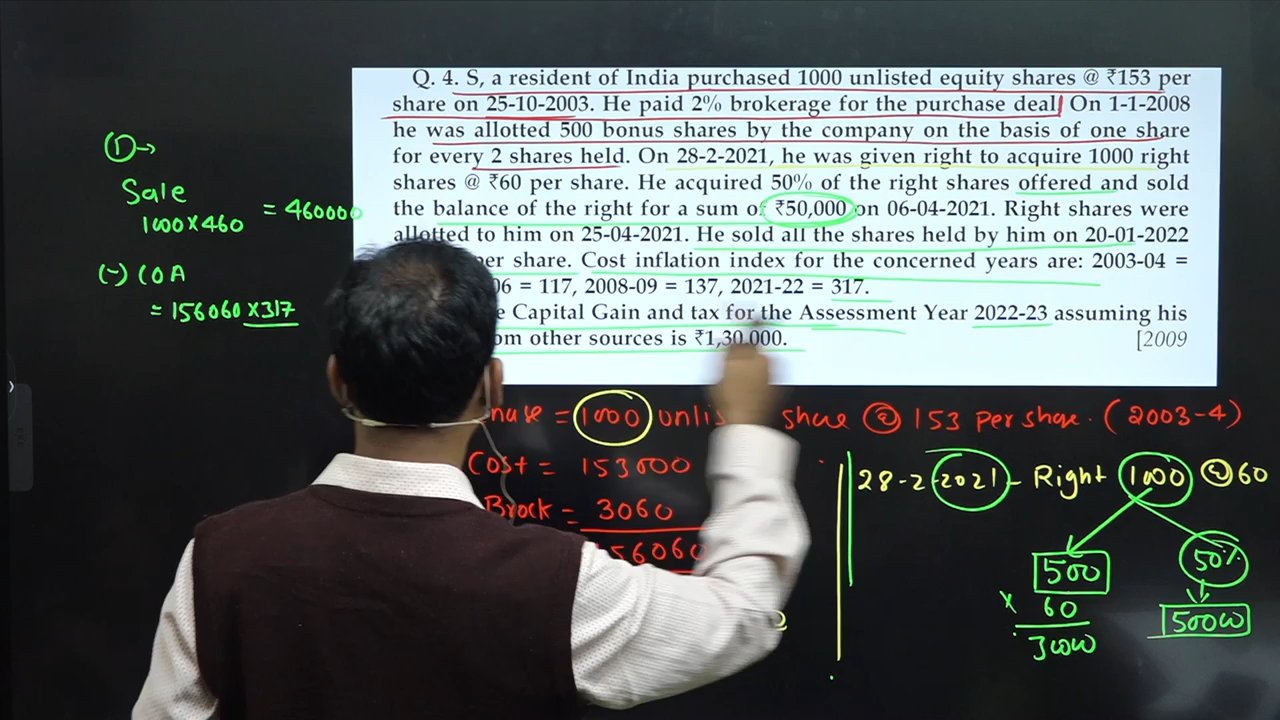 Q. 4. S, a resident of India purchased 1000 unlisted equity shares @ ₹153 per
share on 25-10-2003. He paid 2% brokerage for the purchase deal. On 1-1-2008
he was allotted 500 bonus shares by the company on the basis of one share
for every 2 shares held. On 28-2-2021, he was given right to acquire 1000 right
shares @ ₹60 per share. He acquired 50% of the right shares offered and sold
the balance of the right for a sum of ₹50,000 on 06-04-2021. Right shares were
allotted to him on 25-04-2021. He sold all the shares held by him on 20-01-2022
per share. Cost inflation index for the concerned years are: 2003-04 =
06 = 117, 2008-09 = 137, 2021-22 = 317.
Capital Gain and tax for the Assessment Year 2022-23 assuming his
om other sources is ₹1,30,000. [2009
① →
Sale
1000 × 460 = 460000
(-) COA
= 156060 × 317
= 1000 share @ 153 per share. (2003-4)
Cost = 153000
Brock = 3060
56060
28-2-2021 - Right 1000 @ 60
500 50%
× 60
50000